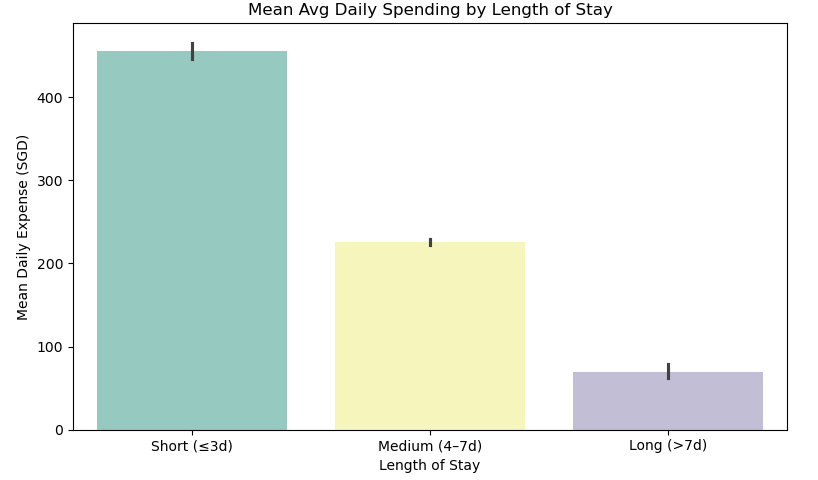 Mean Avg Daily Spending by Length of Stay
Mean Daily Expense (SGD)
400
300
200
100
0
Short (≤3d)
Medium (4–7d)
Long (>7d)
Length of Stay